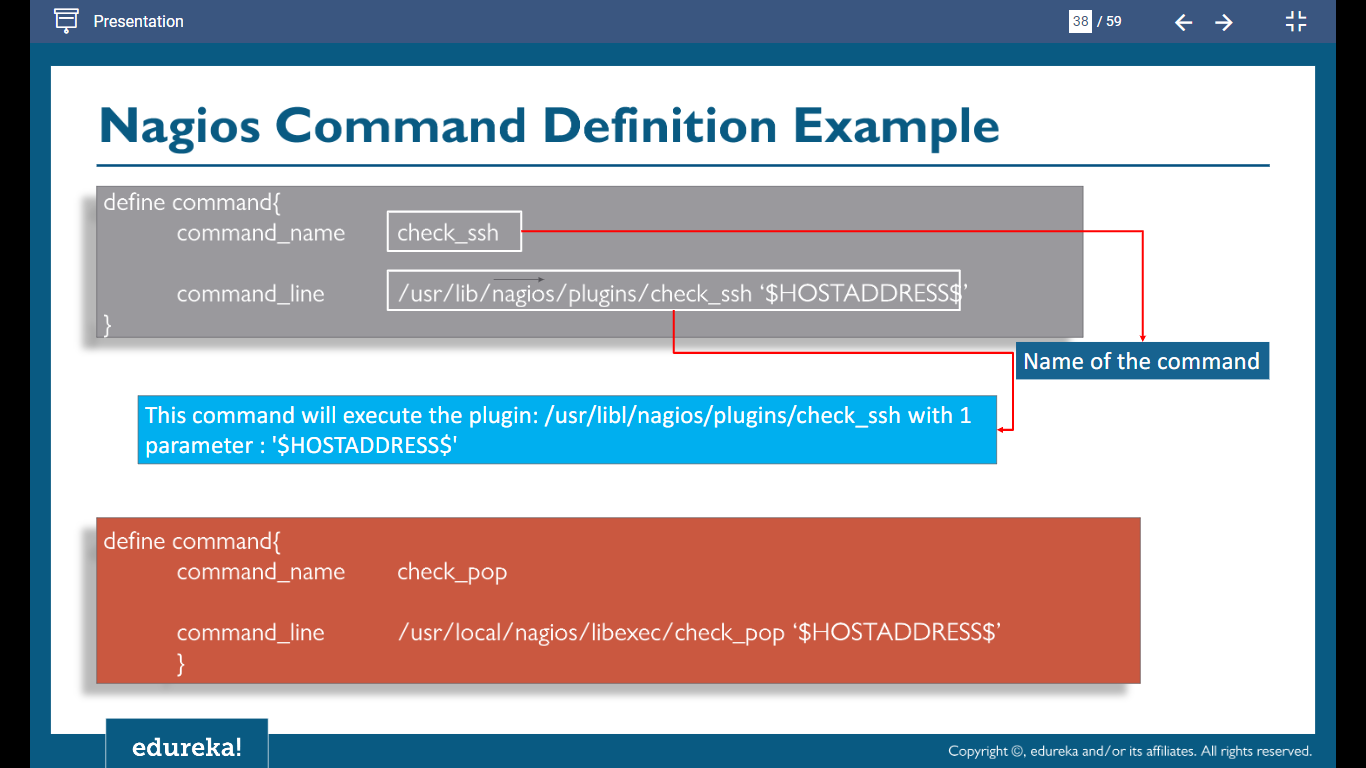 Presentation
38 / 59
Nagios Command Definition Example
define command{
command_name check_ssh
command_line /usr/lib/nagios/plugins/check_ssh ‘$HOSTADDRESS$’
}
Name of the command
This command will execute the plugin: /usr/libl/nagios/plugins/check_ssh with 1
parameter : '$HOSTADDRESS$'
define command{
command_name check_pop
command_line /usr/local/nagios/libexec/check_pop ‘$HOSTADDRESS$’
}
edureka!
Copyright ©, edureka and/or its affiliates. All rights reserved.